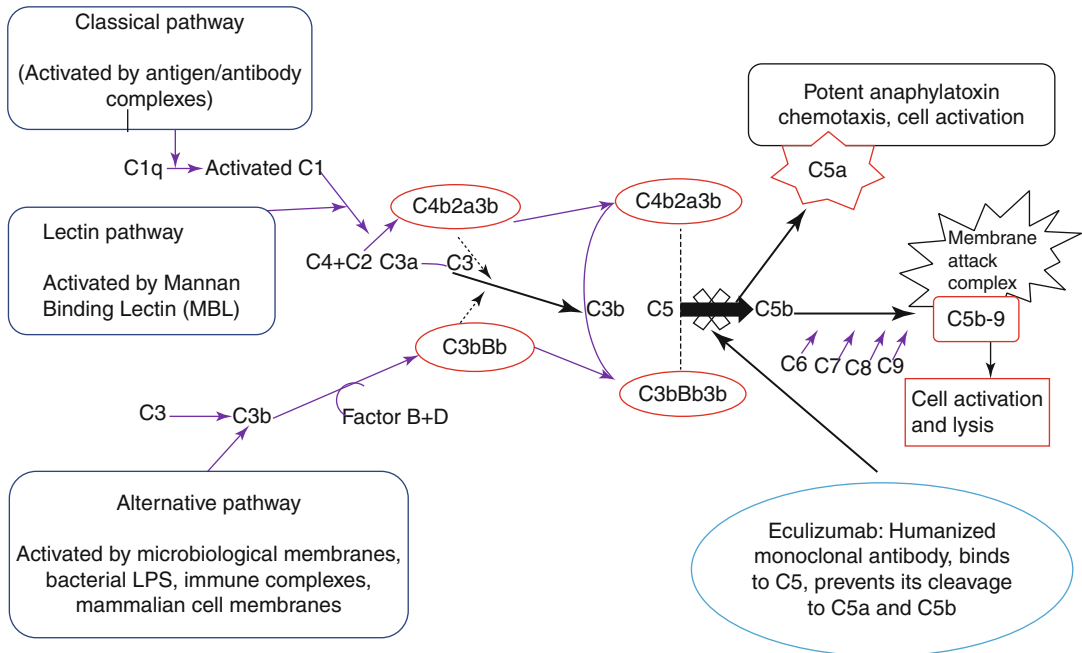 Classical pathway
(Activated by antigen/antibody
complexes)
C1q
Activated C1
Lectin pathway
Activated by Mannan
Binding Lectin (MBL)
C4+C2
C4b2a3b
C3a
C3
C3b
C3bBb
C3
C3b
Factor B+D
Alternative pathway
Activated by microbiological membranes,
bacterial LPS, immune complexes,
mammalian cell membranes
C4b2a3b
C3bBb3b
C5
C5b
Potent anaphylatoxin
chemotaxis, cell activation
C5a
Membrane
attack
complex
C5b-9
C6
C7
C8
C9
Cell activation
and lysis
Eculizumab: Humanized
monoclonal antibody, binds
to C5, prevents its cleavage
to C5a and C5b